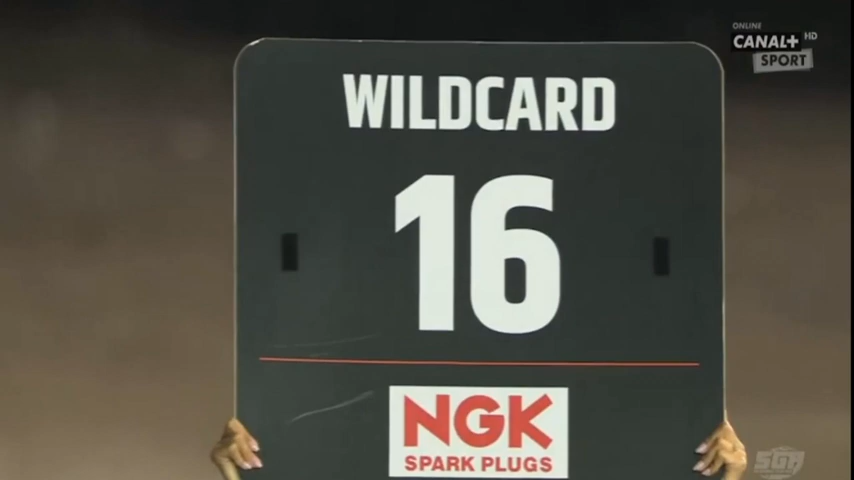 ONLINE
CANAL+ HD
SPORT
WILDCARD
16
NGK
SPARK PLUGS